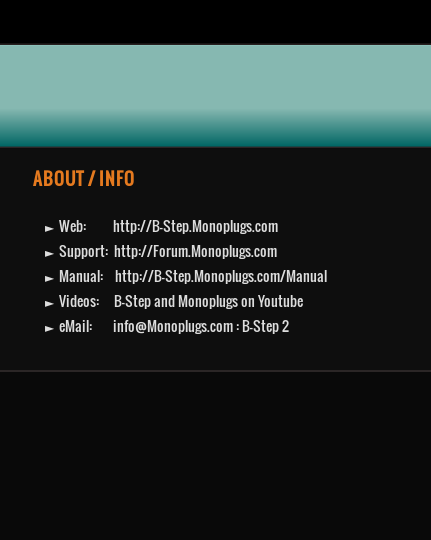 ABOUT / INFO
► Web: http://B-Step.Monoplugs.com
► Support: http://Forum.Monoplugs.com
► Manual: http://B-Step.Monoplugs.com/Manual
► Videos: B-Step and Monoplugs on Youtube
► eMail: info@Monoplugs.com : B-Step 2